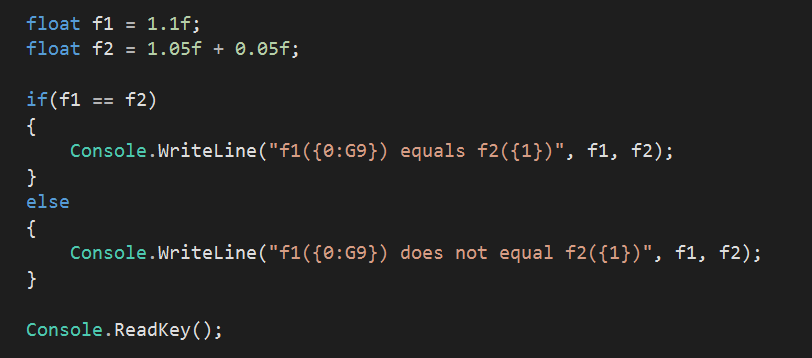 float f1 = 1.1f;
float f2 = 1.05f + 0.05f;
if(f1 == f2)
{
Console.WriteLine("f1({0:G9}) equals f2({1})", f1, f2);
}
else
{
Console.WriteLine("f1({0:G9}) does not equal f2({1})", f1, f2);
}
Console.ReadKey();